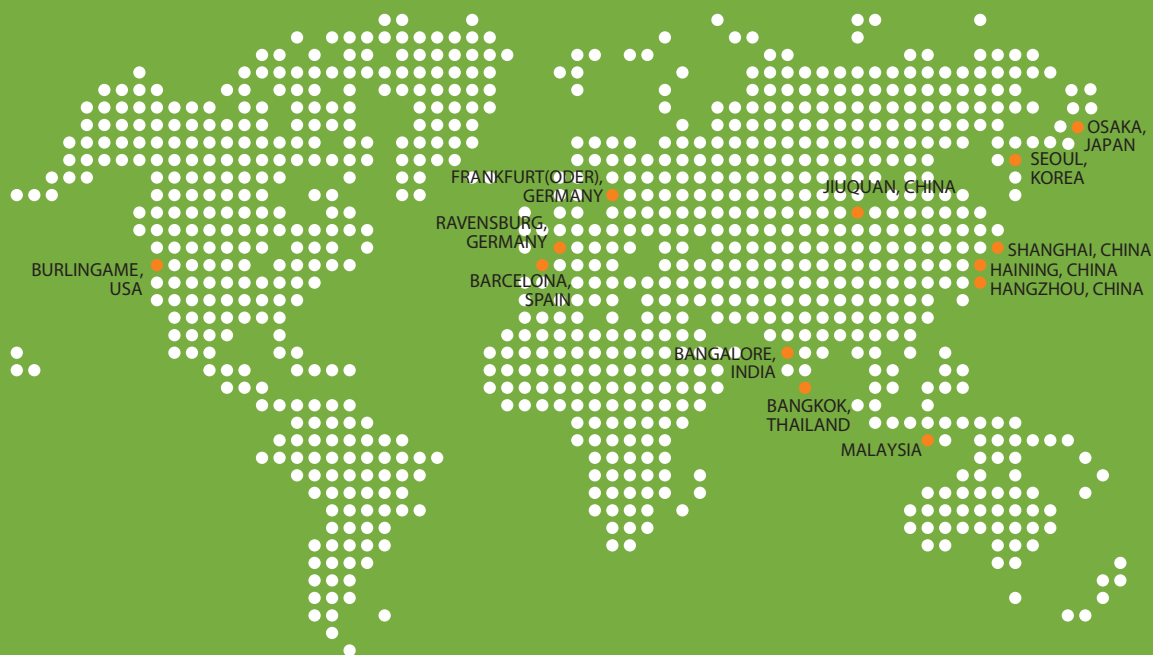 OSAKA,
JAPAN
SEOUL,
KOREA
FRANKFURT(ODER),
GERMANY
JIUQUAN, CHINA
RAVENSBURG,
GERMANY
SHANGHAI, CHINA
BURLINGAME,
USA
HAINING, CHINA
BARCELONA,
SPAIN
HANGZHOU, CHINA
BANGALORE,
INDIA
BANGKOK,
THAILAND
MALAYSIA